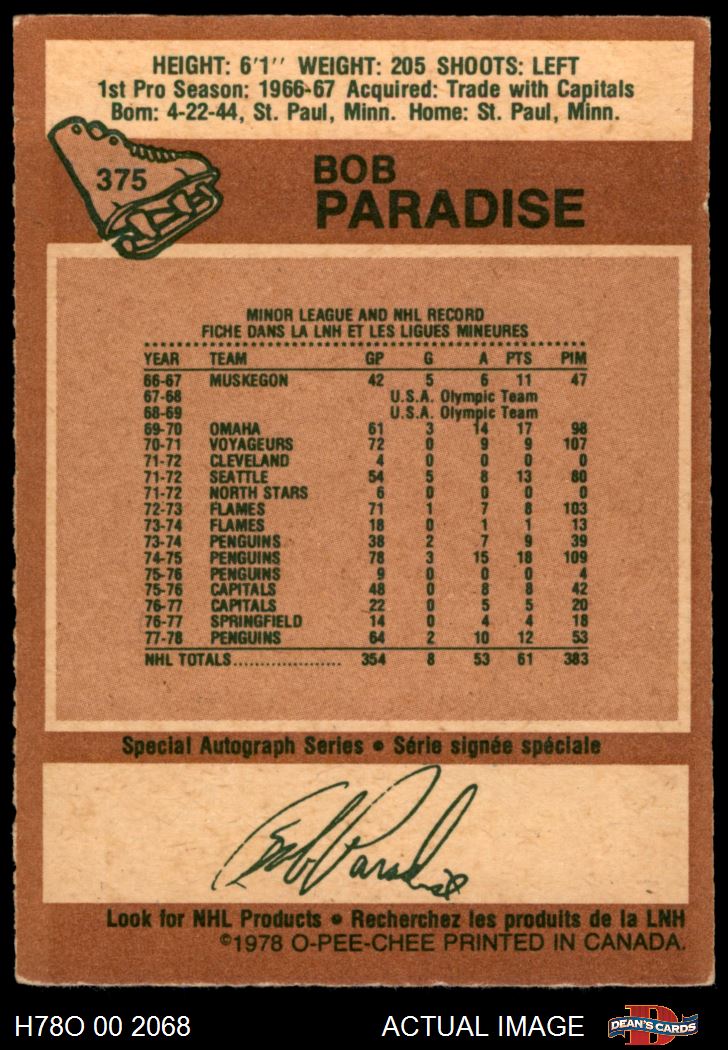 HEIGHT: 6'1'' WEIGHT: 205 SHOOTS: LEFT
1st Pro Season: 1966-67 Acquired: Trade with Capitals
Born: 4-22-44, St. Paul, Minn. Home: St. Paul, Minn.
375
BOB
PARADISE
MINOR LEAGUE AND NHL RECORD
FICHE DANS LA LNH ET LES LIGUES MINEURES
YEAR TEAM GP G A PTS PIM
66-67 MUSKEGON 42 5 6 11 47
67-68 U.S.A. Olympic Team
68-69 U.S.A. Olympic Team
69-70 OMAHA 61 3 14 17 98
70-71 VOYAGEURS 72 0 9 9 107
71-72 CLEVELAND 4 0 0 0 0
71-72 SEATTLE 54 5 8 13 80
71-72 NORTH STARS 6 0 0 0 0
72-73 FLAMES 71 1 7 8 103
73-74 FLAMES 18 0 1 1 13
73-74 PENGUINS 38 2 7 9 39
74-75 PENGUINS 78 3 15 18 109
75-76 PENGUINS 9 0 0 0 4
75-76 CAPITALS 48 0 8 8 42
76-77 CAPITALS 22 0 5 5 20
76-77 SPRINGFIELD 14 0 4 4 18
77-78 PENGUINS 64 2 10 12 53
NHL TOTALS.................... 354 8 53 61 383
Special Autograph Series • Série signée spéciale
Bob Paradise
Look for NHL Products • Recherchez les produits de la LNH
©1978 O-PEE-CHEE PRINTED IN CANADA.
H78O 00 2068 ACTUAL IMAGE D DEAN'S CARDS